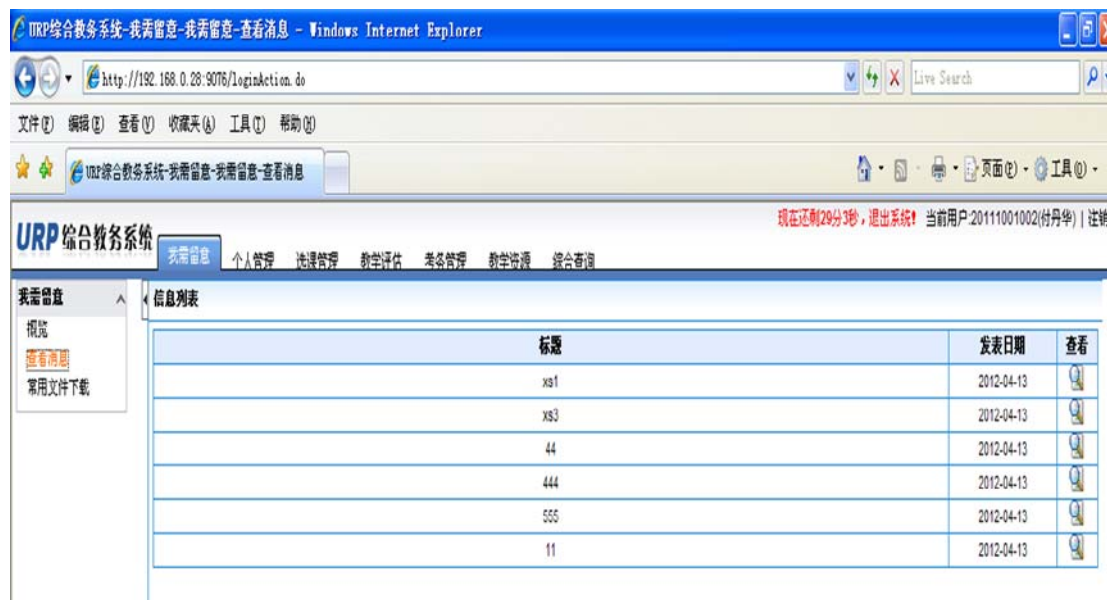 URP综合教务系统-我需留意-我需留意-查看消息 - Windows Internet Explorer
http://192.168.0.28:9076/loginAction.do
Live Search
文件(F) 编辑(E) 查看(V) 收藏夹(A) 工具(T) 帮助(H)
URP综合教务系统-我需留意-我需留意-查看消息
页面(P) 工具(O)
现在还剩29分3秒，退出系统! 当前用户:20111001002(付丹华) | 注销
URP 综合教务系统
我需留意 个人管理 选课管理 教学评估 考务管理 教学资源 综合查询
我需留意
概览
查看消息
常用文件下载
信息列表
标题 发表日期 查看
xs1 2012-04-13
xs3 2012-04-13
44 2012-04-13
444 2012-04-13
555 2012-04-13
11 2012-04-13